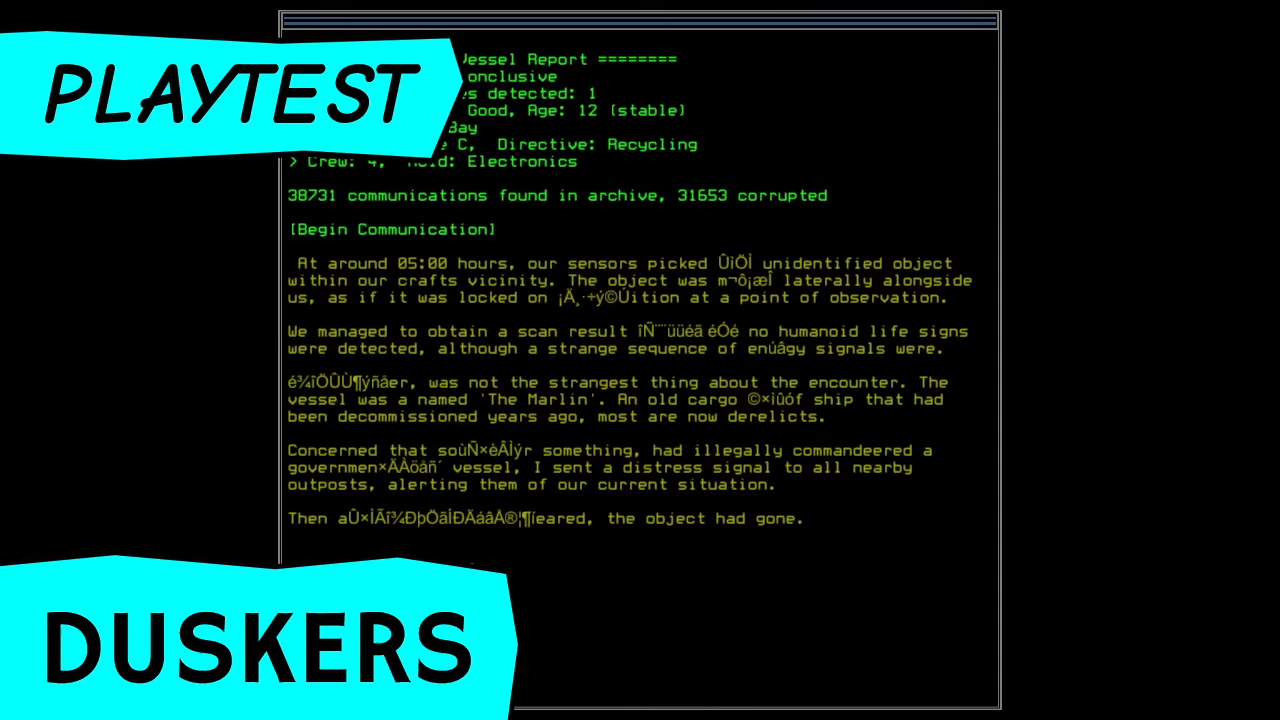 PLAYTEST
Vessel Report ========
onclusive
es detected: 1
Good, Age: 12 (stable)
Bay
C, Directive: Recycling
> Crew: 4, Hold: Electronics
38731 communications found in archive, 31653 corrupted
[Begin Communication]
At around 05:00 hours, our sensors picked ÛìÖÌ unidentified object
within our crafts vicinity. The object was m¬ô¡æÎ laterally alongside
us, as if it was locked on ¡Ä¸·÷ý©Úition at a point of observation.
We managed to obtain a scan result îÑ¨¨üüéã éÓé no humanoid life signs
were detected, although a strange sequence of enúâgy signals were.
é¾îÖÛÙ¶ýñåer, was not the strangest thing about the encounter. The
vessel was a named 'The Marlin'. An old cargo ©×ìûóf ship that had
been decommissioned years ago, most are now derelicts.
Concerned that soùÑ×èÂÌýr something, had illegally commandeered a
governmen×ÄÀöãñ´ vessel, I sent a distress signal to all nearby
outposts, alerting them of our current situation.
Then aÛ×ÌÃî¾ÐþÖãÍÐÄáâÅ®¦¶íeared, the object had gone.
DUSKERS